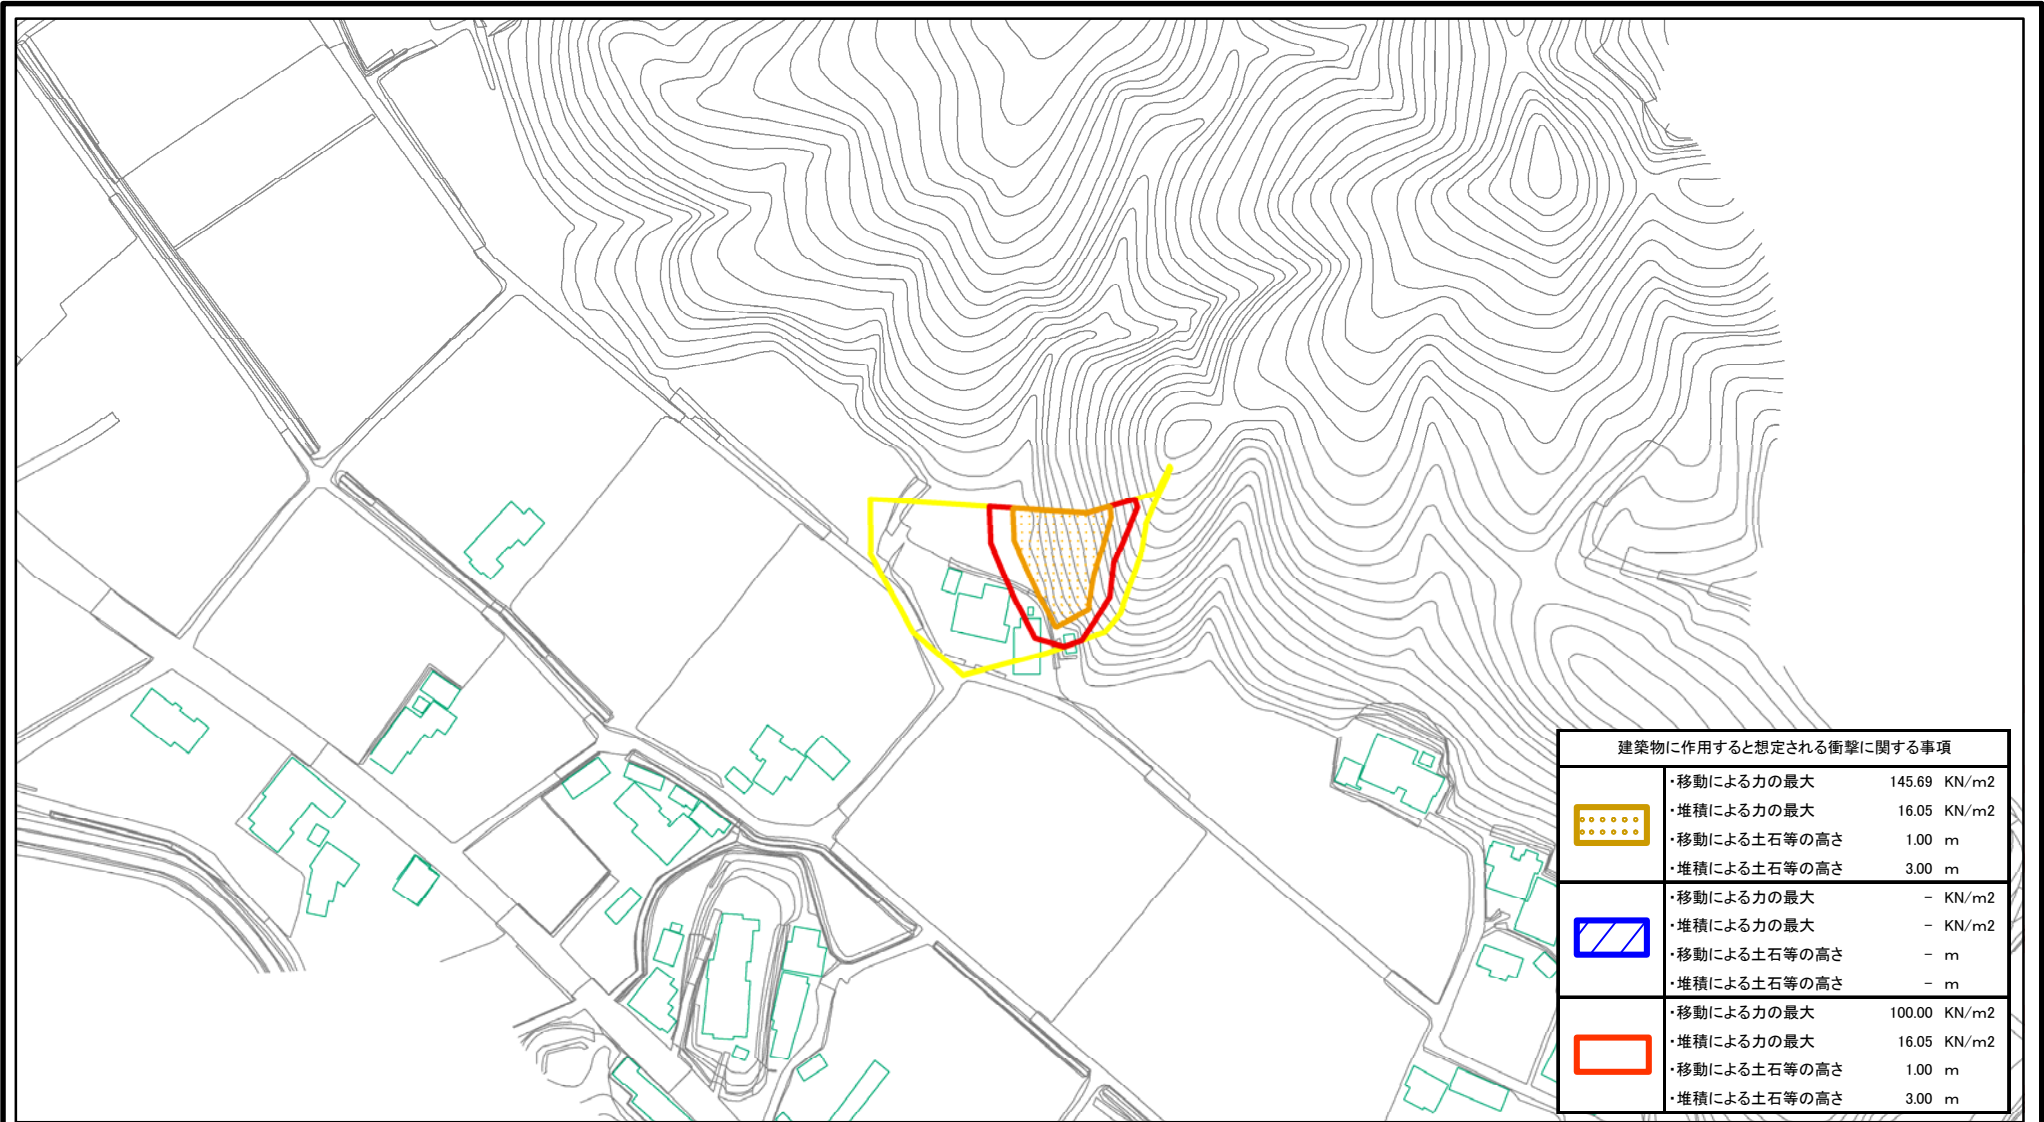 建築物に作用すると想定される衝撃に関する事項
・移動による力の最大 145.69 KN/m2
・堆積による力の最大 16.05 KN/m2
・移動による土石等の高さ 1.00 m
・堆積による土石等の高さ 3.00 m
・移動による力の最大 - KN/m2
・堆積による力の最大 - KN/m2
・移動による土石等の高さ - m
・堆積による土石等の高さ - m
・移動による力の最大 100.00 KN/m2
・堆積による力の最大 16.05 KN/m2
・移動による土石等の高さ 1.00 m
・堆積による土石等の高さ 3.00 m